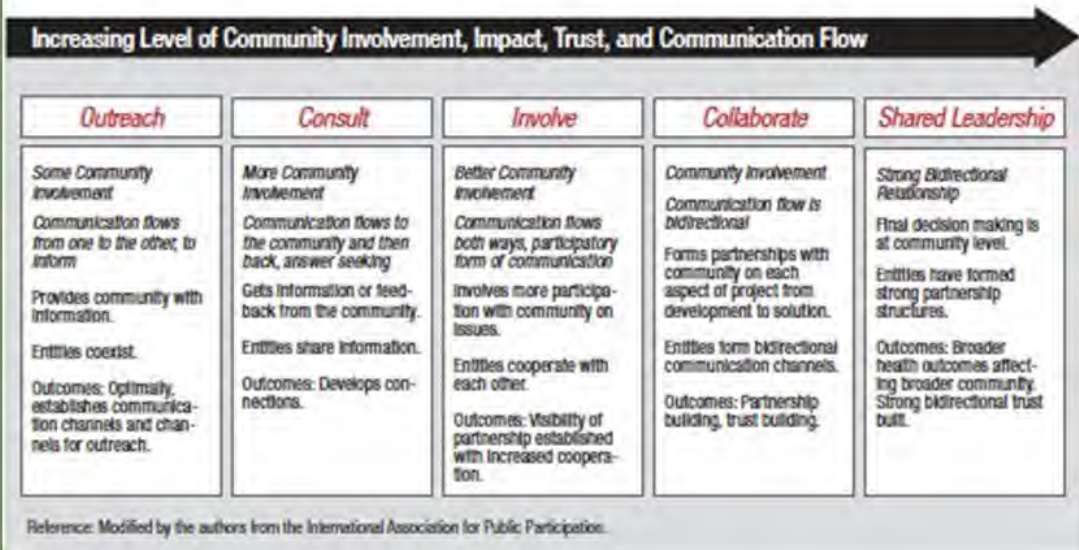 Increasing Level of Community Involvement, Impact, Trust, and Communication Flow
Outreach
Some Community
Involvement
Communication flows
from one to the other, to
inform
Provides community with
information.
Entities coexist.
Outcomes: Optimally,
establishes communica-
tion channels and chan-
nels for outreach.
Consult
More Community
Involvement
Communication flows to
the community and then
back, answer seeking
Gets information or feed-
back from the community.
Entities share information.
Outcomes: Develops con-
nections.
Involve
Better Community
Involvement
Communication flows
both ways, participatory
form of communication
Involves more participa-
tion with community on
issues.
Entities cooperate with
each other.
Outcomes: Visibility of
partnership established
with increased coopera-
tion.
Collaborate
Community Involvement
Communication flow is
bidirectional
Forms partnerships with
community on each
aspect of project from
development to solution.
Entities form bidirectional
communication channels.
Outcomes: Partnership
building, trust building.
Shared Leadership
Strong Bidirectional
Relationship
Final decision making is
at community level.
Entities have formed
strong partnership
structures.
Outcomes: Broader
health outcomes affect-
ing broader community.
Strong bidirectional trust
built.
Reference: Modified by the authors from the International Association for Public Participation.